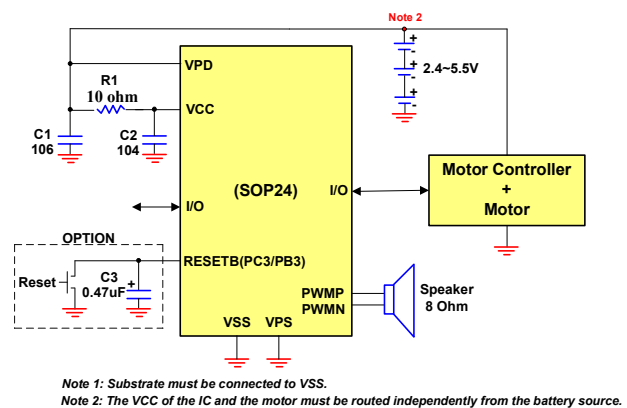 Note 2
+
-
+
-
+
-
2.4~5.5V
VPD
R1
10 ohm
VCC
C1
106
C2
104
(SOP24)
I/O
I/O
Motor Controller
+
Motor
OPTION
RESETB(PC3/PB3)
Reset
C3
+
0.47uF
PWMP
PWMN
Speaker
8 Ohm
VSS VPS
Note 1: Substrate must be connected to VSS.
Note 2: The VCC of the IC and the motor must be routed independently from the battery source.